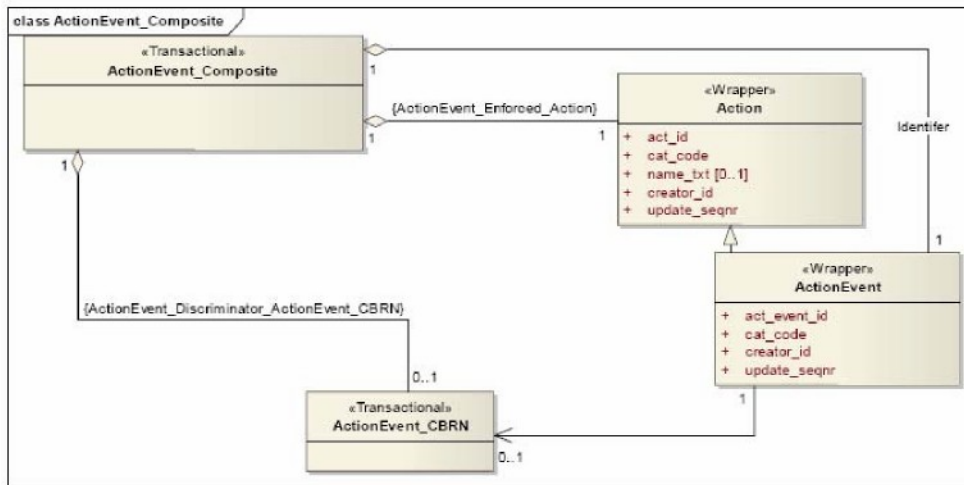 class ActionEvent_Composite
«Transactional»
ActionEvent_Composite
1
1
1
{ActionEvent_Enforced_Action}
1
«Wrapper»
Action
+ act_id
+ cat_code
+ name_txt [0..1]
+ creator_id
+ update_seqnr
Identifer
1
«Wrapper»
ActionEvent
+ act_event_id
+ cat_code
+ creator_id
+ update_seqnr
1
{ActionEvent_Discriminator_ActionEvent_CBRN}
0..1
«Transactional»
ActionEvent_CBRN
0..1